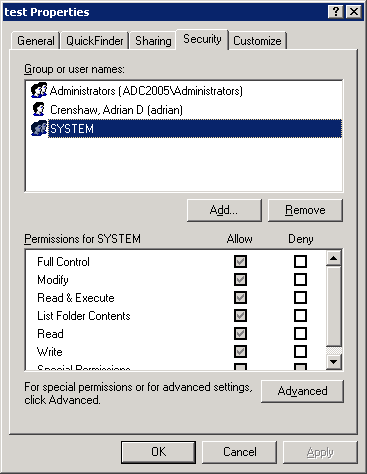 test Properties
General QuickFinder Sharing Security Customize
Group or user names:
Administrators (ADC2005\Administrators)
Crenshaw, Adrian D (adrian)
SYSTEM
Add... Remove
Permissions for SYSTEM Allow Deny
Full Control
Modify
Read & Execute
List Folder Contents
Read
Write
Special Permissions
For special permissions or for advanced settings,
click Advanced.
Advanced
OK Cancel Apply